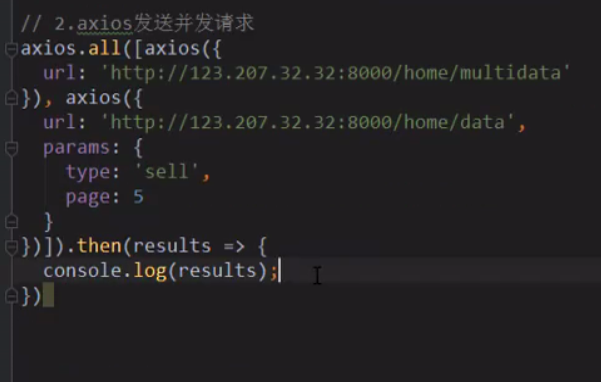 // 2.axios发送并发请求
axios.all([axios({
  url: 'http://123.207.32.32:8000/home/multidata'
}), axios({
  url: 'http://123.207.32.32:8000/home/data',
  params: {
    type: 'sell',
    page: 5
  }
})]).then(results => {
  console.log(results);
})